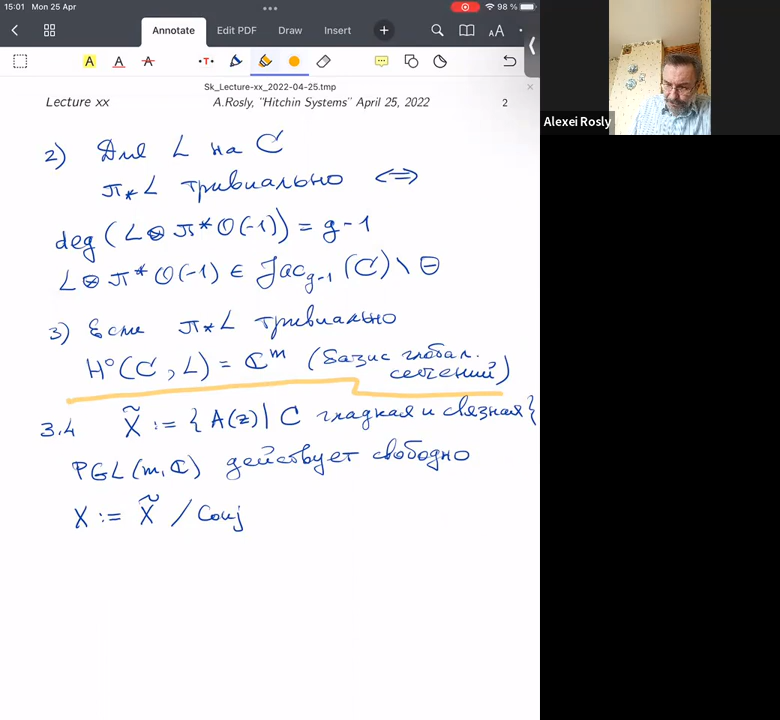 15:01 Mon 25 Apr
98 %
Annotate Edit PDF Draw Insert
Sk_Lecture-xx_2022-04-25.tmp
Lecture xx A.Rosly, "Hitchin Systems" April 25, 2022 2
2) Для L на C
π*L тривиально ⟺
deg (L⊗π*O(-1)) = g-1
L⊗π*O(-1) ∈ Jac_{g-1}(C) \ Θ
3) Если π*L тривиально
H⁰(C, L) = ℂ^m (базис глобал.
сечений)
3.4 X̃ := { A(z) | C гладкая и связная}
PGL(m,ℂ) действует свободно
X := X̃ / Conj
Alexei Rosly